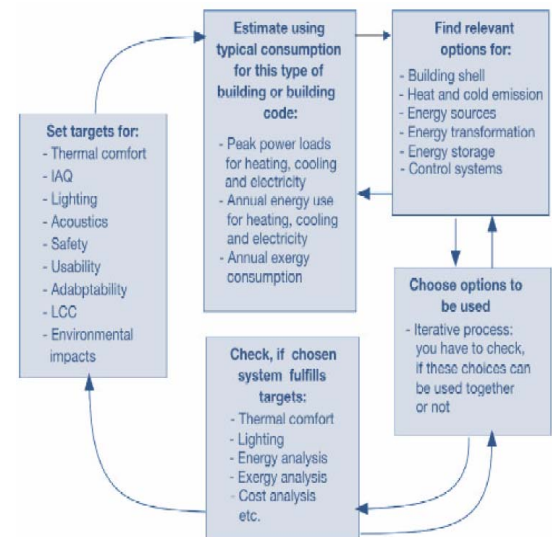 Set targets for:
- Thermal comfort
- IAQ
- Lighting
- Acoustics
- Safety
- Usability
- Adabptability
- LCC
- Environmental
impacts
Estimate using
typical consumption
for this type of
building or building
code:
- Peak power loads
for heating, cooling
and electricity
- Annual energy use
for heating, cooling
and electricity
- Annual exergy
consumption
Find relevant
options for:
- Building shell
- Heat and cold emission
- Energy sources
- Energy transformation
- Energy storage
- Control systems
Choose options to
be used
- Iterative process:
you have to check,
if these choices can
be used together
or not
Check, if chosen
system fulfills
targets:
- Thermal comfort
- Lighting
- Energy analysis
- Exergy analysis
- Cost analysis
etc.